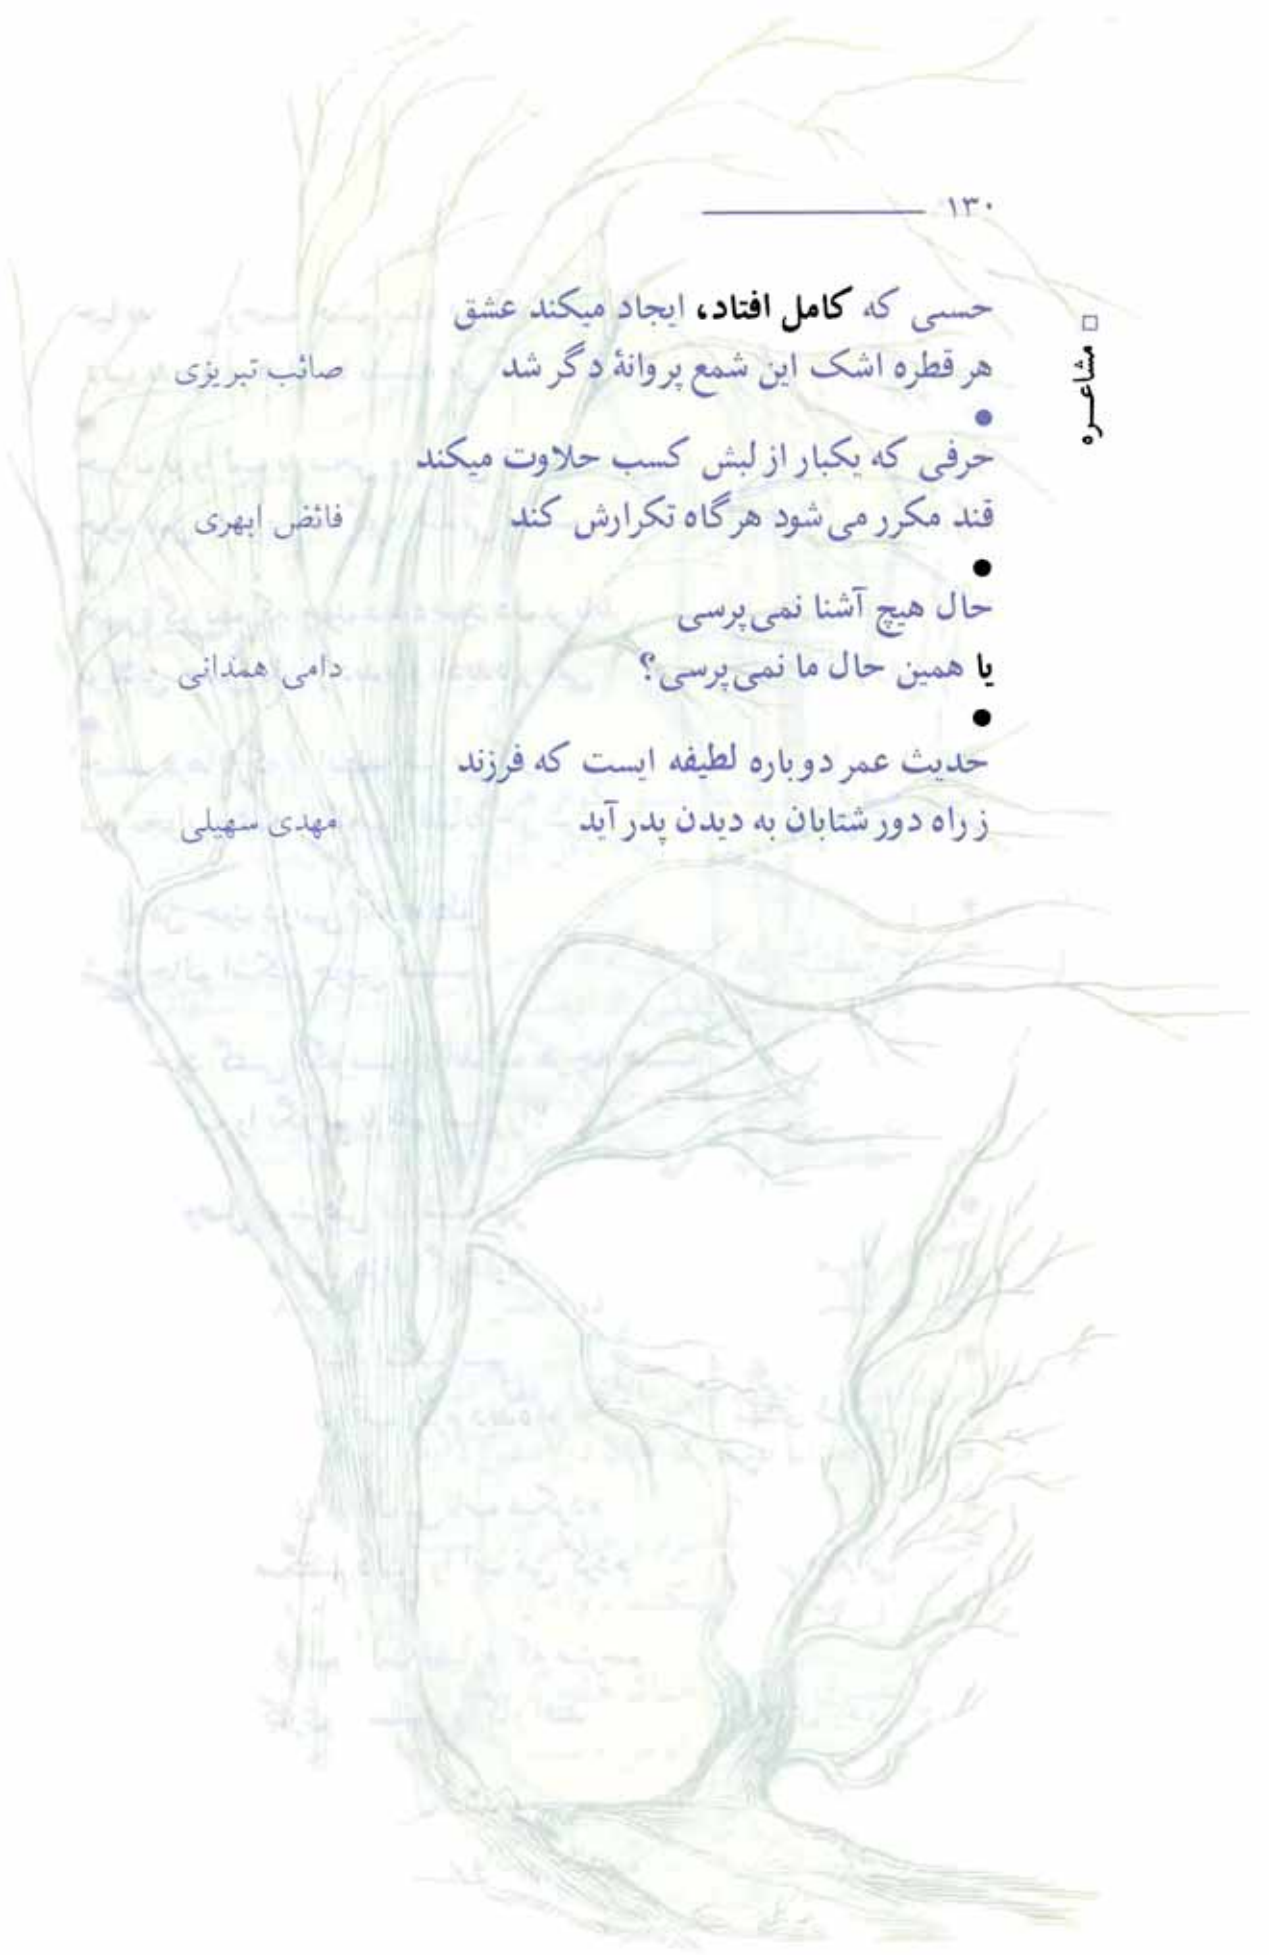 ۱۳۰
□ مشاعـــره
حسی که کامل افتاد، ایجاد میکند عشق
هر قطره اشک این شمع پروانهٔ دگر شد صائب تبریزی
●
حرفی که یکبار از لبش کسب حلاوت میکند
قند مکرر می‌شود هرگاه تکرارش کند فائض ابهری
●
حال هیچ آشنا نمی‌پرسی
یا همین حال ما نمی‌پرسی؟ دامی همدانی
●
حدیث عمر دوباره لطیفه ایست که فرزند
ز راه دور شتابان به دیدن پدر آید مهدی سهیلی